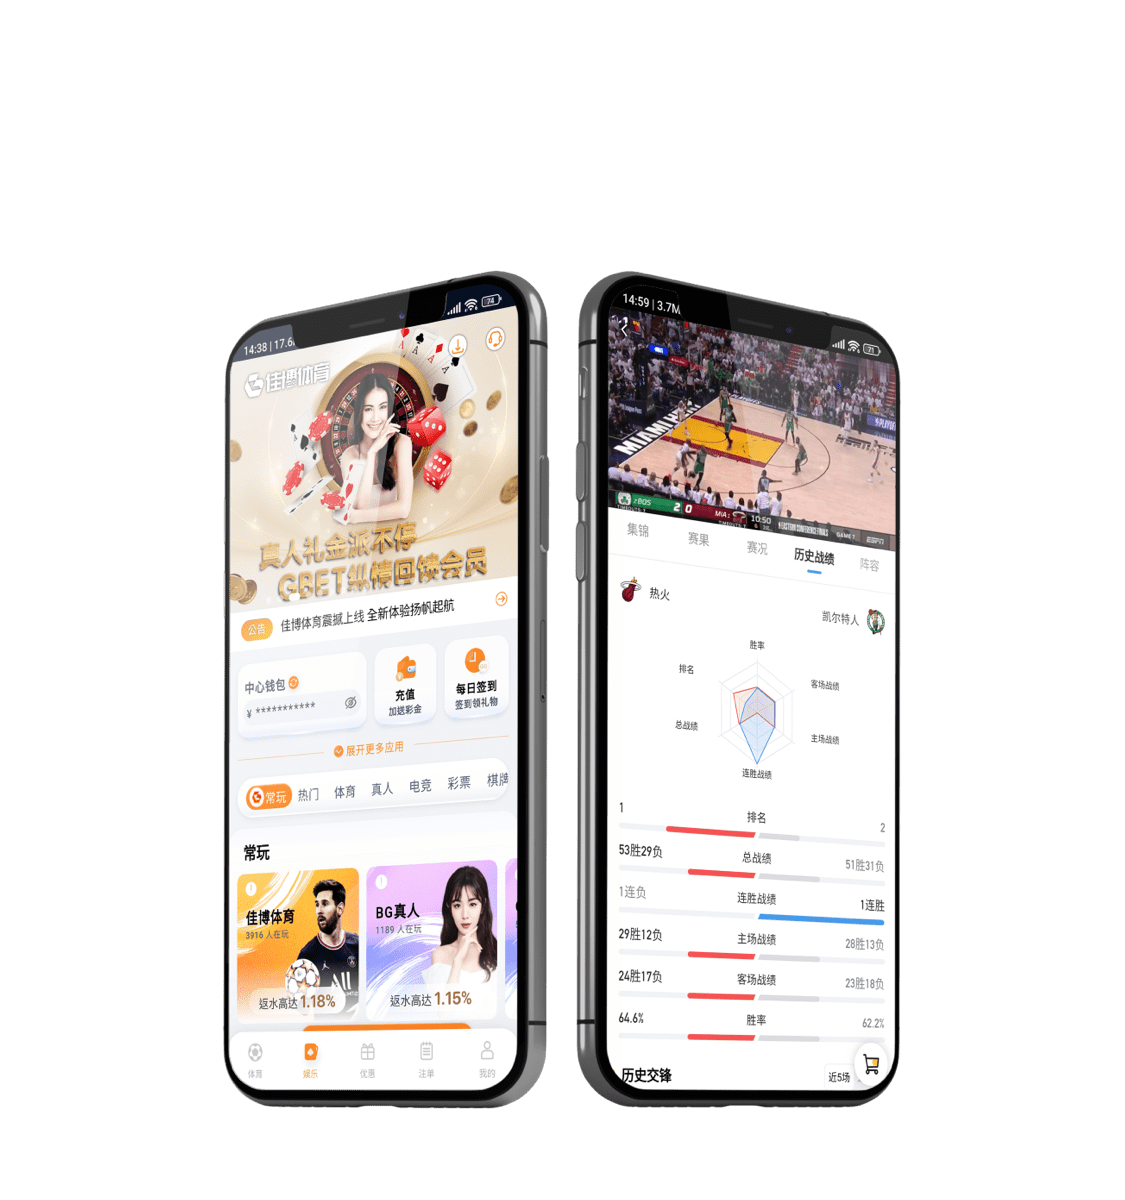 14:38 | 17.6
74
佳博体育
真人礼金派不停
GBET纵情回馈会员
公告
佳博体育震撼上线 全新体验扬帆起航
中心钱包
¥ ***********
充值
加送彩金
每日签到
签到领礼物
展开更多应用
常玩
热门
体育
真人
电竞
彩票
棋牌
常玩
佳博体育
3916 人在玩
返水高达 1.18%
BG真人
1189 人在玩
返水高达 1.15%
体育
娱乐
优惠
注单
我的
14:59 | 3.7M
71
MIAMI
BOS
2
0
MIA
10:50
EASTERN CONFERENCE FINALS
GAME 7
集锦
赛果
赛况
历史战绩
阵容
热火
凯尔特人
胜率
排名
客场战绩
总战绩
主场战绩
连胜战绩
1
排名
2
53胜29负
总战绩
51胜31负
1连负
连胜战绩
1连胜
29胜12负
主场战绩
28胜13负
24胜17负
客场战绩
23胜18负
64.6%
胜率
62.2%
历史交锋
近5场